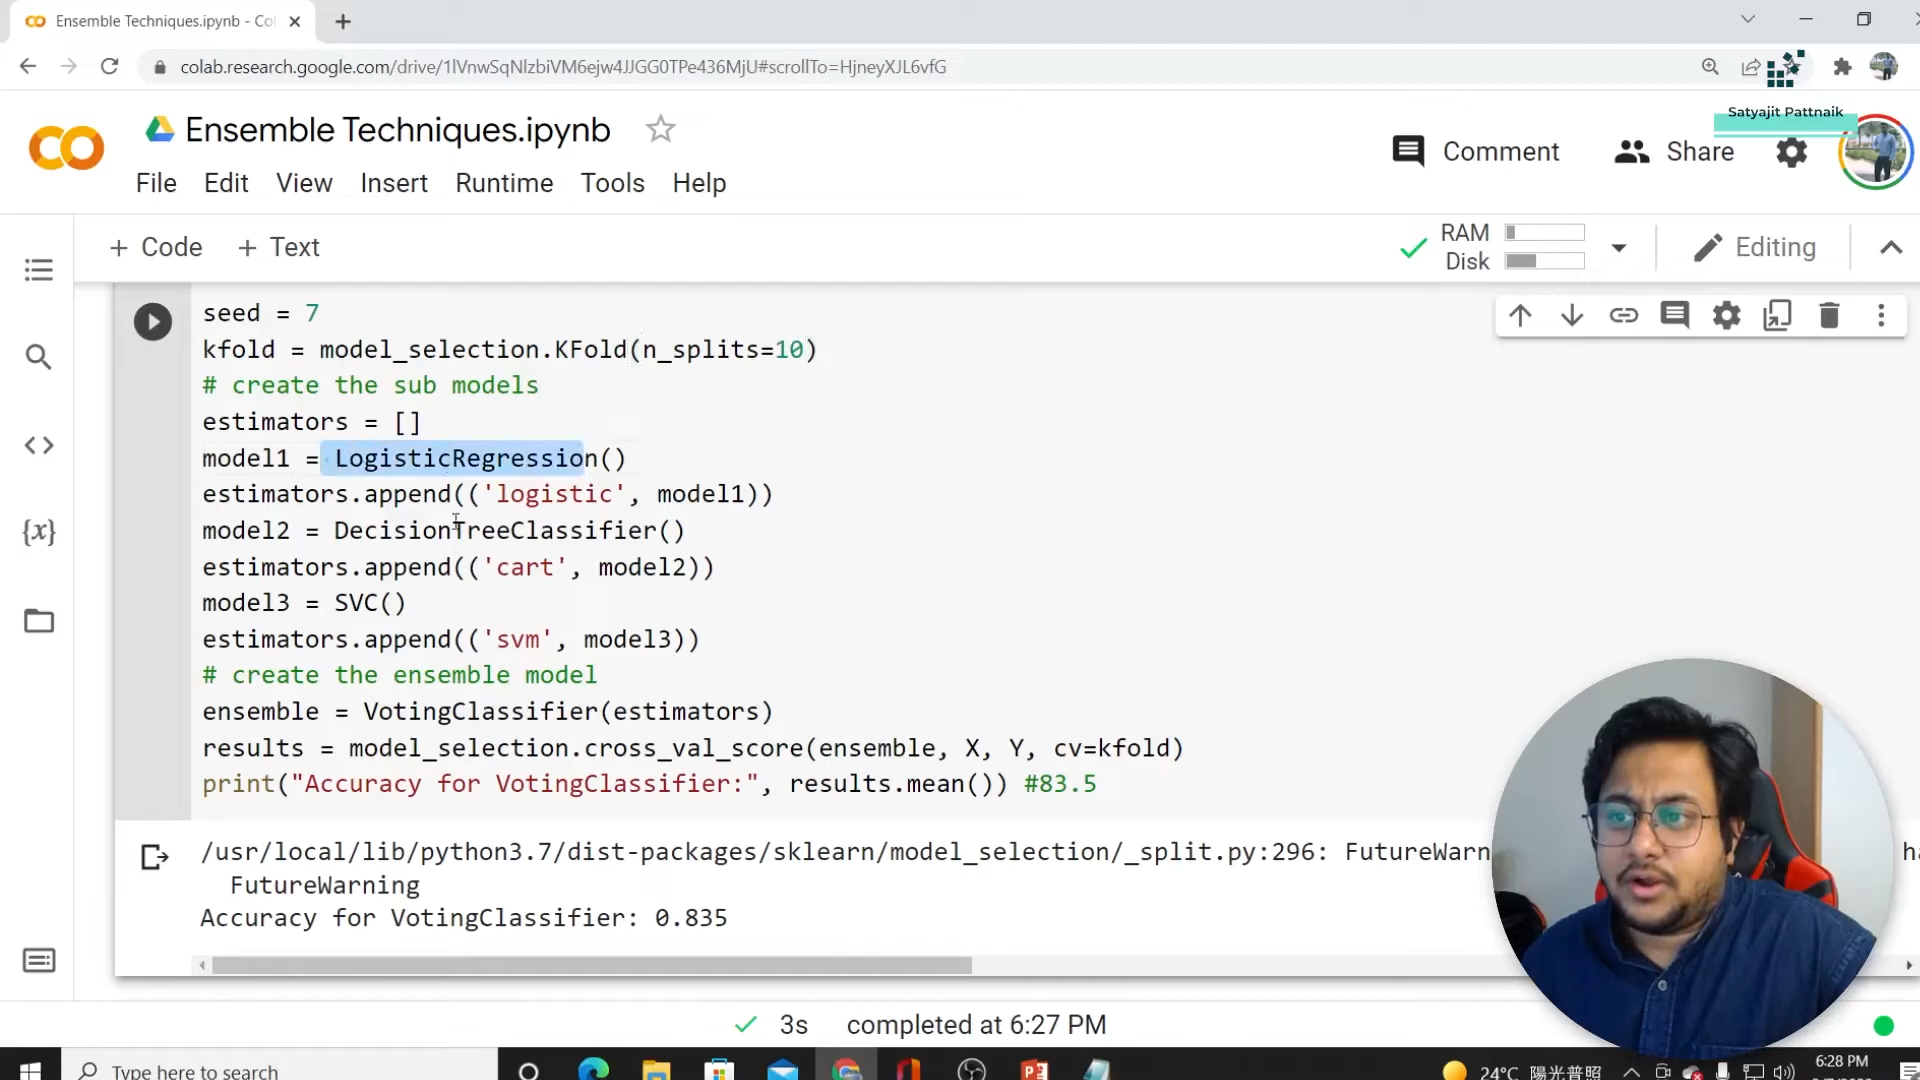 Ensemble Techniques.ipynb - Co
colab.research.google.com/drive/1lVnwSqNlzbiVM6ejw4JJGG0TPe436MjU#scrollTo=HjneyXJL6vfG
Satyajit Pattnaik
Ensemble Techniques.ipynb
Comment
Share
File Edit View Insert Runtime Tools Help
+ Code + Text
RAM
Disk
Editing
seed = 7
kfold = model_selection.KFold(n_splits=10)
# create the sub models
estimators = []
model1 = LogisticRegression()
estimators.append(('logistic', model1))
model2 = DecisionTreeClassifier()
estimators.append(('cart', model2))
model3 = SVC()
estimators.append(('svm', model3))
# create the ensemble model
ensemble = VotingClassifier(estimators)
results = model_selection.cross_val_score(ensemble, X, Y, cv=kfold)
print("Accuracy for VotingClassifier:", results.mean()) #83.5
/usr/local/lib/python3.7/dist-packages/sklearn/model_selection/_split.py:296: FutureWarn
FutureWarning
Accuracy for VotingClassifier: 0.835
3s completed at 6:27 PM
Type here to search
24°C 陽光普照
6:28 PM